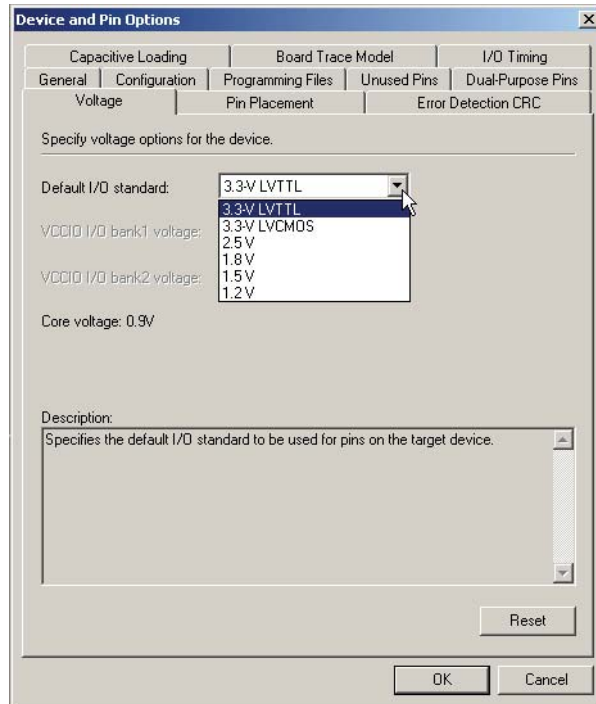 Device and Pin Options
Capacitive Loading Board Trace Model I/O Timing
General Configuration Programming Files Unused Pins Dual-Purpose Pins
Voltage Pin Placement Error Detection CRC
Specify voltage options for the device.
Default I/O standard: 3.3-V LVTTL
3.3-V LVTTL
3.3-V LVCMOS
VCCIO I/O bank1 voltage:
2.5 V
1.8 V
VCCIO I/O bank2 voltage:
1.5 V
1.2 V
Core voltage: 0.9V
Description:
Specifies the default I/O standard to be used for pins on the target device.
Reset
OK Cancel